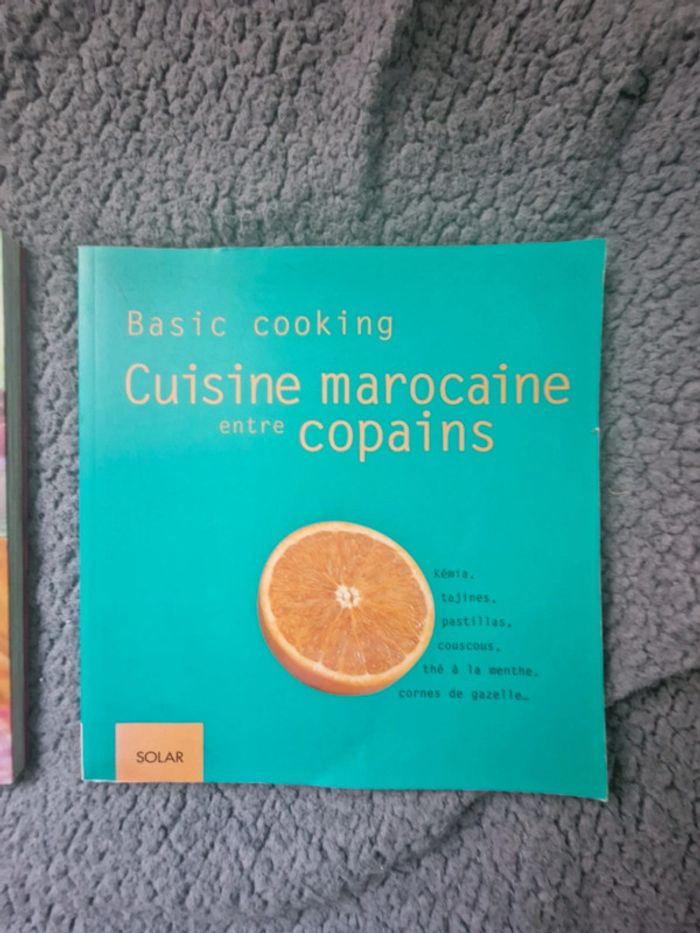 Basic cooking
Cuisine marocaine
entre copains
Kémia,
tajines,
pastillas,
couscous,
thé à la menthe,
cornes de gazelle…
SOLAR